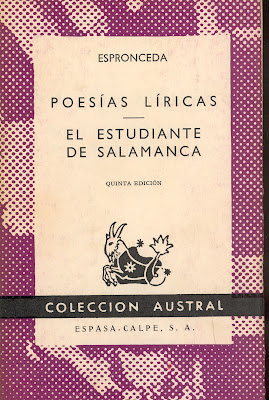 ESPRONCEDA
POESÍAS LÍRICAS
EL ESTUDIANTE
DE SALAMANCA
QUINTA EDICIÓN
COLECCION AUSTRAL
ESPASA-CALPE, S. A.